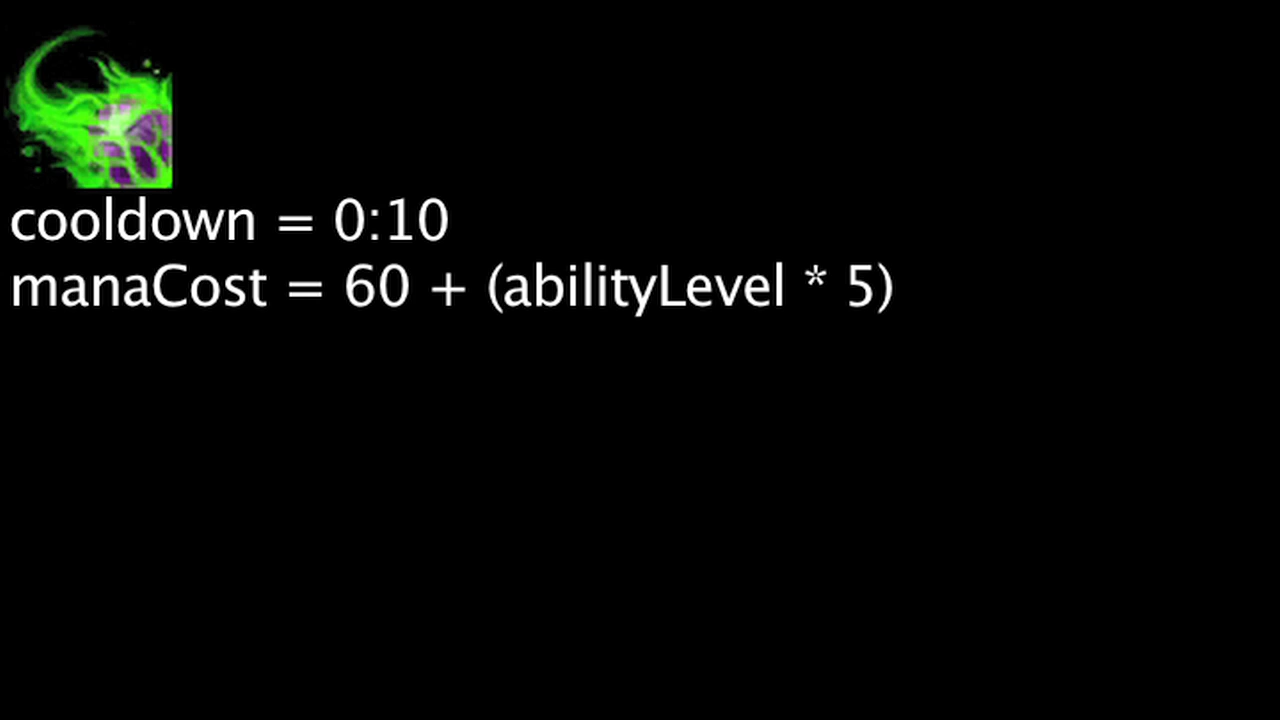 cooldown = 0:10
manaCost = 60 + (abilityLevel * 5)